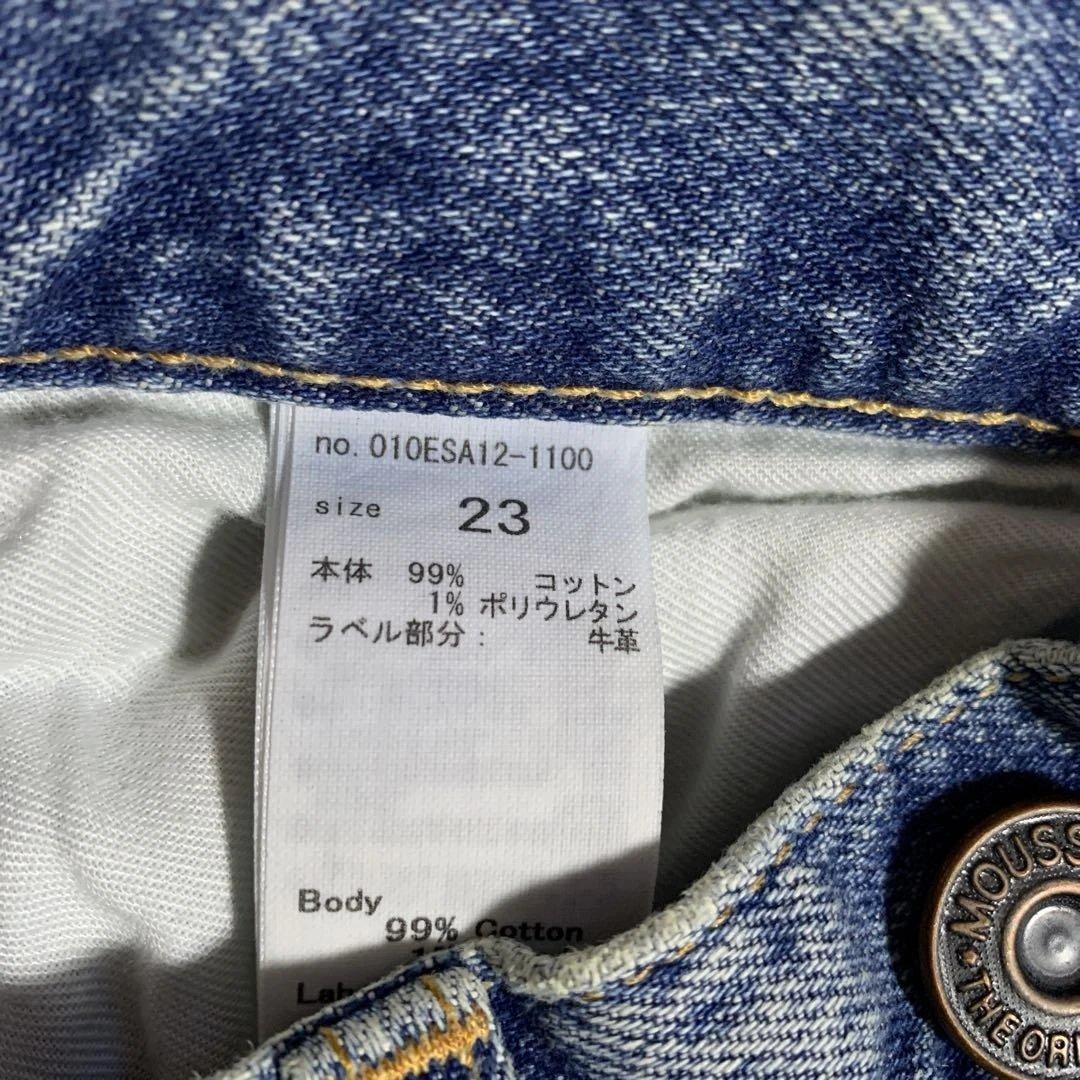 no. 010ESA12-1100
size 23
本体 99% コットン
1% ポリウレタン
ラベル部分: 牛革
Body
99% Cotton
MOUSS
THE OR